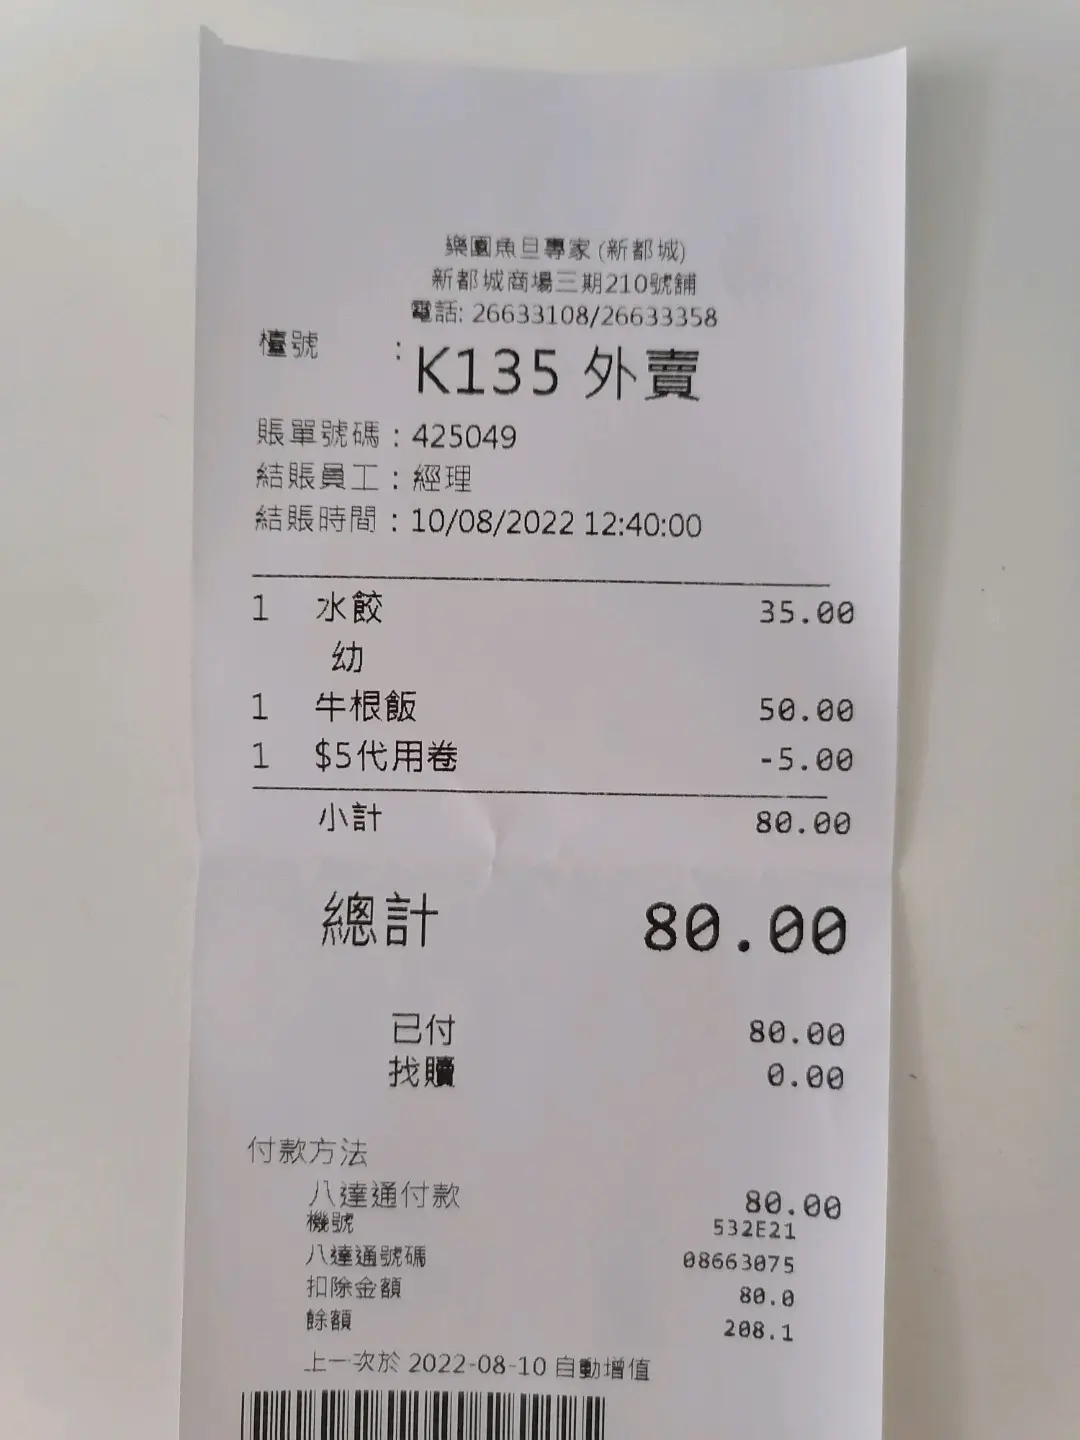 樂園魚旦專家 (新都城)
新都城商場三期210號舖
電話: 26633108/26633358
檯號 : K135 外賣
賬單號碼 : 425049
結賬員工 : 經理
結賬時間 : 10/08/2022 12:40:00
1 水餃 35.00
幼
1 牛根飯 50.00
1 $5代用卷 -5.00
小計 80.00
總計 80.00
已付 80.00
找贖 0.00
付款方法
八達通付款 80.00
機號 532E21
八達通號碼 08663075
扣除金額 80.0
餘額 208.1
上一次於 2022-08-10 自動增值